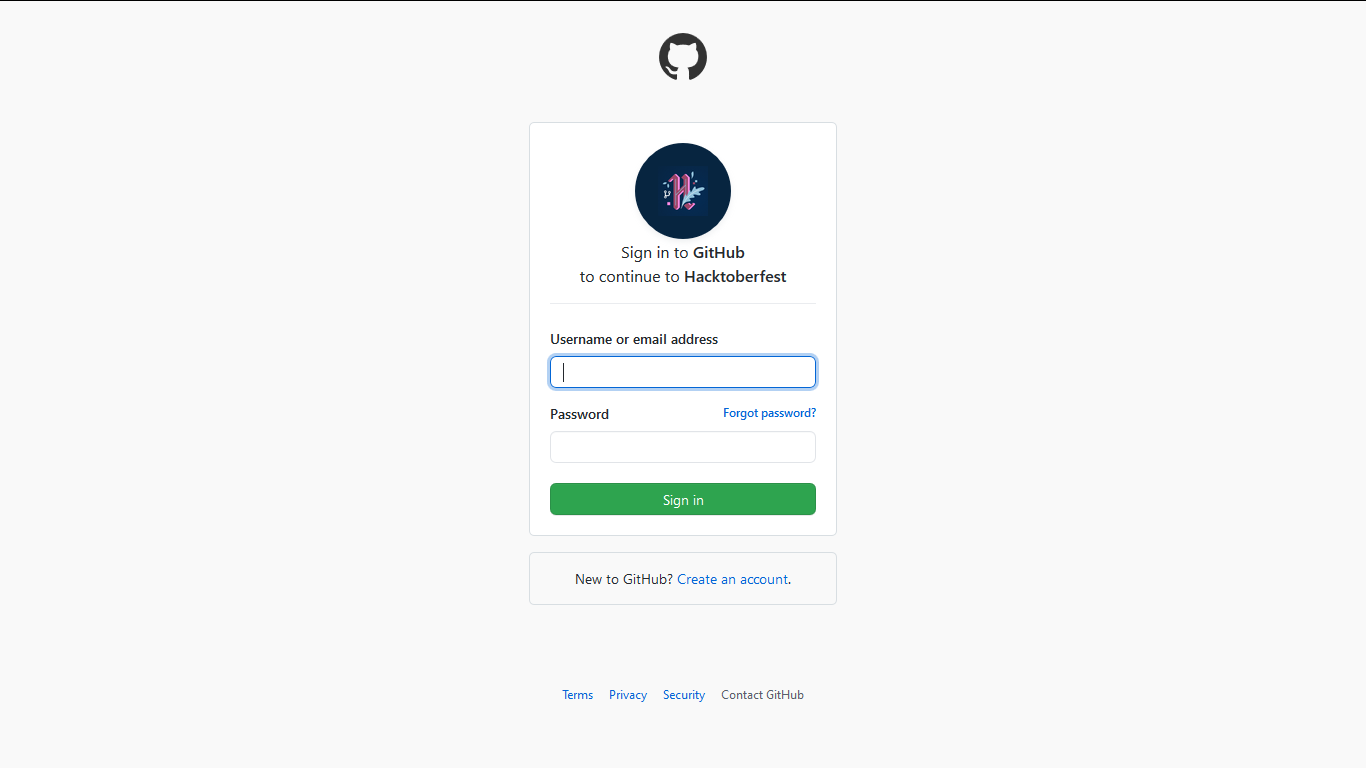 Sign in to GitHub
to continue to Hacktoberfest
Username or email address
Password Forgot password?
Sign in
New to GitHub? Create an account.
Terms Privacy Security Contact GitHub